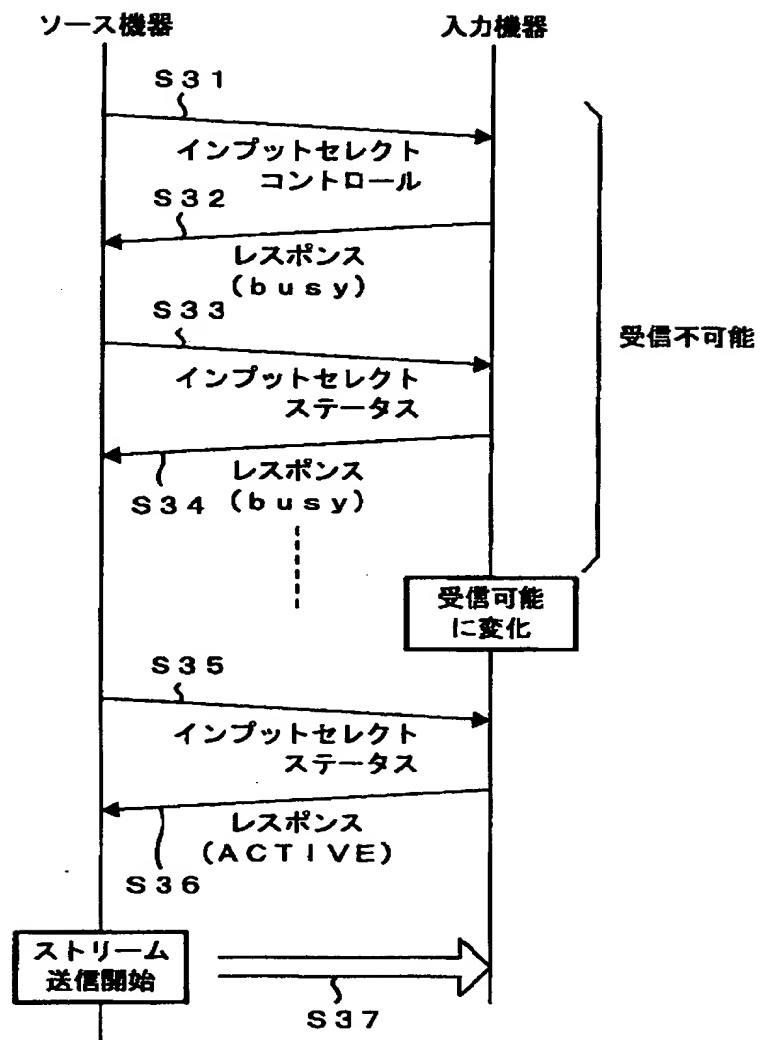 ソース機器
入力機器
S31
インプットセレクト
コントロール
S32
レスポンス
(busy)
S33
受信不可能
インプットセレクト
ステータス
レスポンス
S34
(busy)
受信可能
に変化
S35
インプットセレクト
ステータス
レスポンス
(ACTIVE)
S36
ストリーム
送信開始
S37